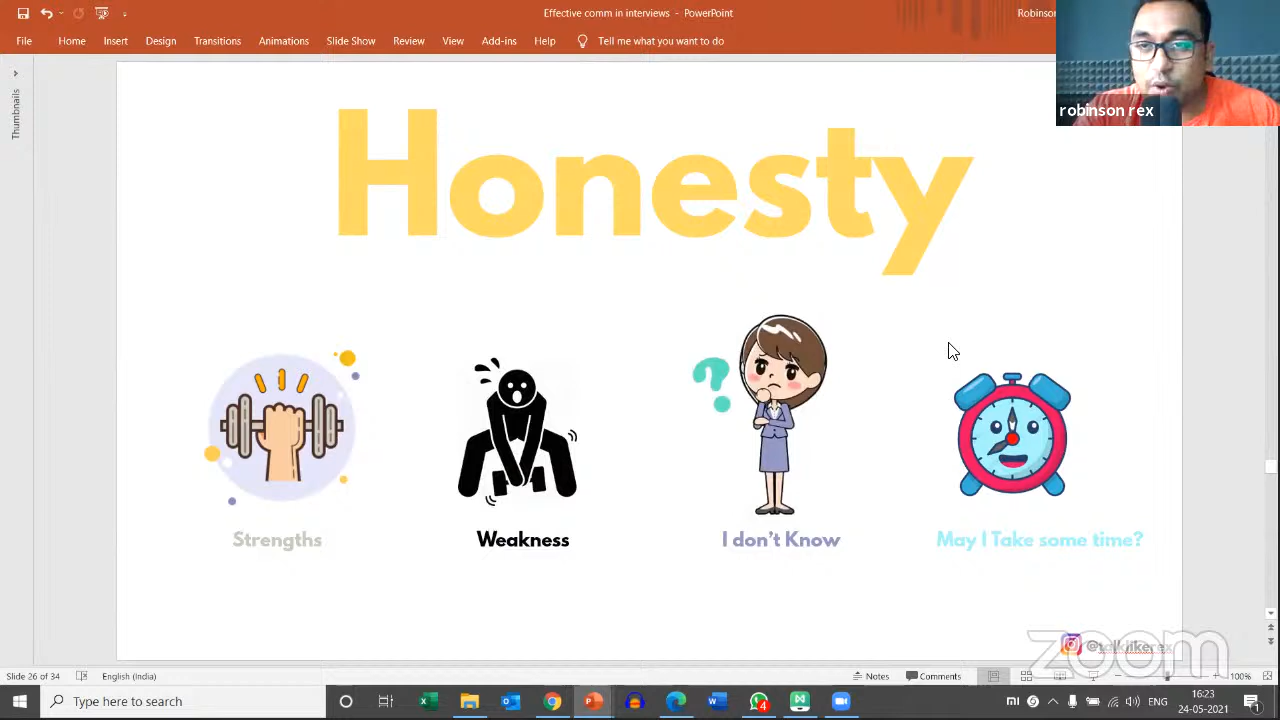 Effective comm in interviews - PowerPoint
Robinson
File Home Insert Design Transitions Animations Slide Show Review View Add-ins Help Tell me what you want to do
robinson rex
Thumbnails
Honesty
Strengths
Weakness
I don't Know
May I Take some time?
@talklikerex
zoom
Slide 26 of 34
English (India)
Notes
Comments
100%
Type here to search
4
16:23
24-05-2021
1